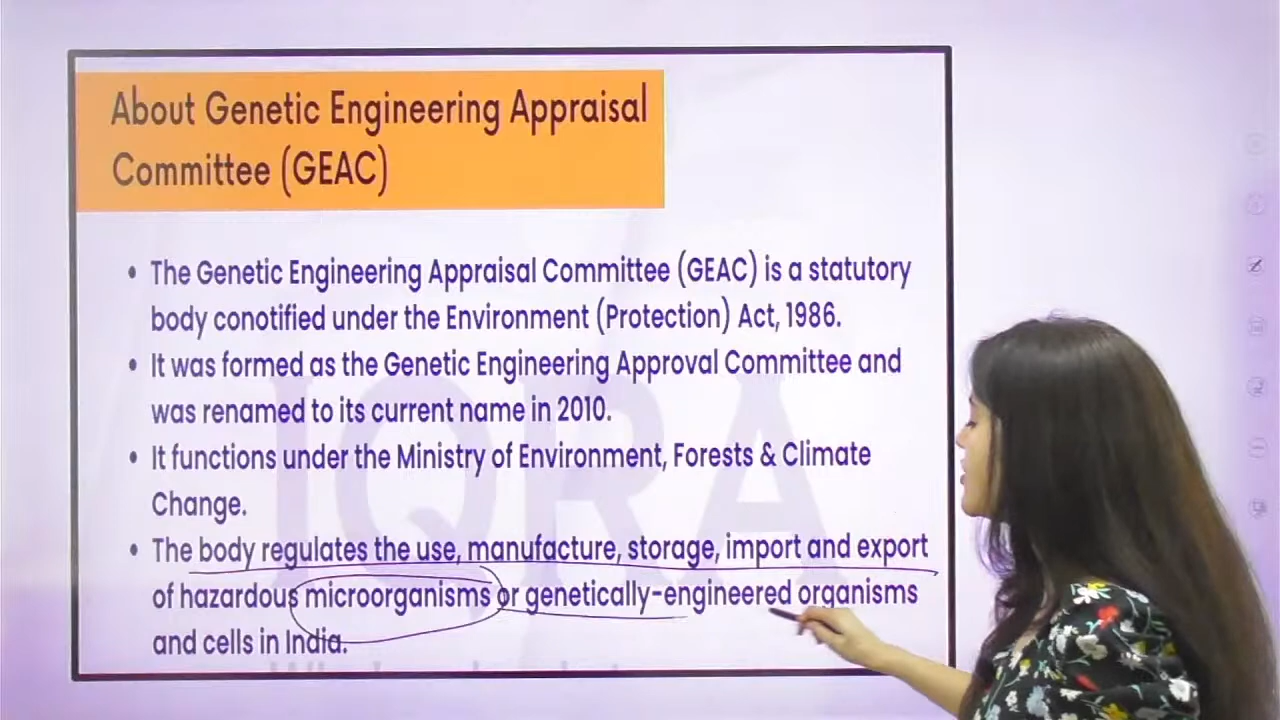 About Genetic Engineering Appraisal
Committee (GEAC)
• The Genetic Engineering Appraisal Committee (GEAC) is a statutory
body conotified under the Environment (Protection) Act, 1986.
• It was formed as the Genetic Engineering Approval Committee and
was renamed to its current name in 2010.
• It functions under the Ministry of Environment, Forests & Climate
Change.
• The body regulates the use, manufacture, storage, import and export
of hazardous microorganisms or genetically-engineered organisms
and cells in India.
IQRA